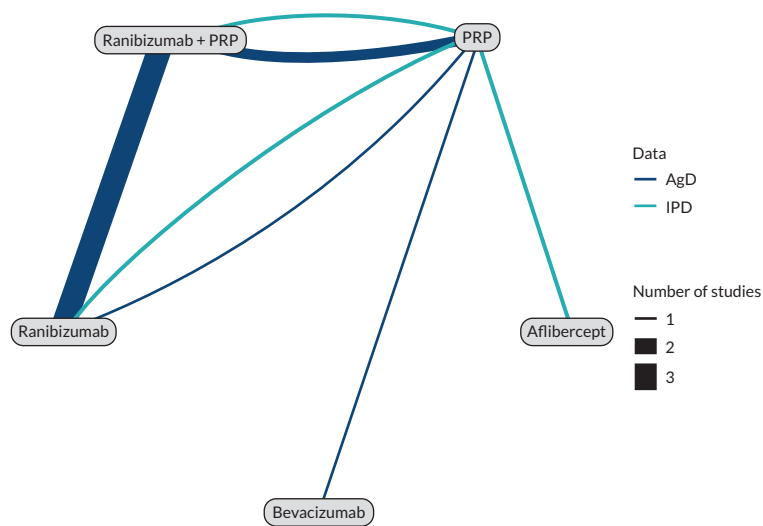 Ranibizumab + PRP
PRP
Data
AgD
IPD
Number of studies
1
2
3
Ranibizumab
Aflibercept
Bevacizumab